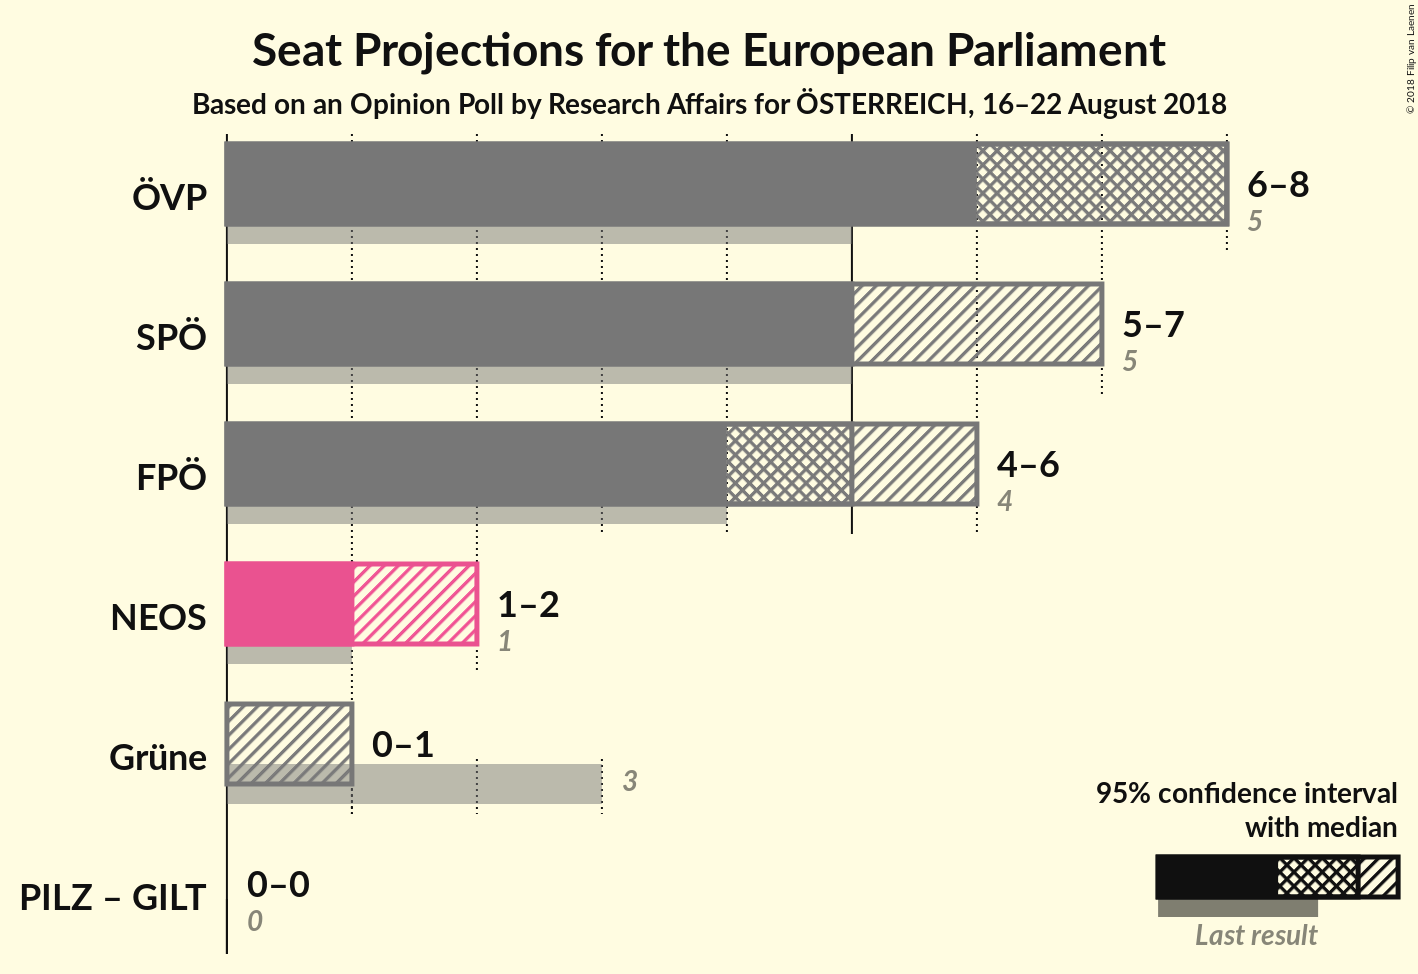 Seat Projections for the European Parliament
Based on an Opinion Poll by Research Affairs for ÖSTERREICH, 16–22 August 2018
© 2018 Filip van Laenen
ÖVP
6–8
5
SPÖ
5–7
5
FPÖ
4–6
4
NEOS
1–2
1
Grüne
0–1
3
PILZ – GILT
0–0
0
95% confidence interval
with median
Last result